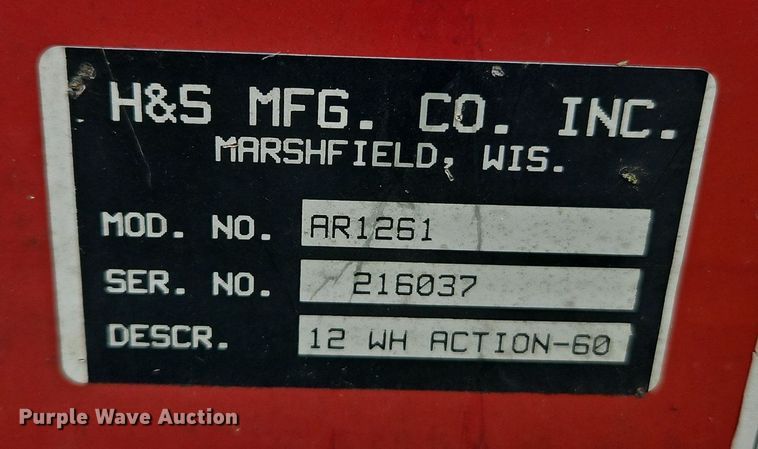 H&S MFG. CO. INC.
MARSHFIELD, WIS.
MOD. NO. AR1261
SER. NO. 216037
DESCR. 12 WH ACTION-60
Purple Wave Auction